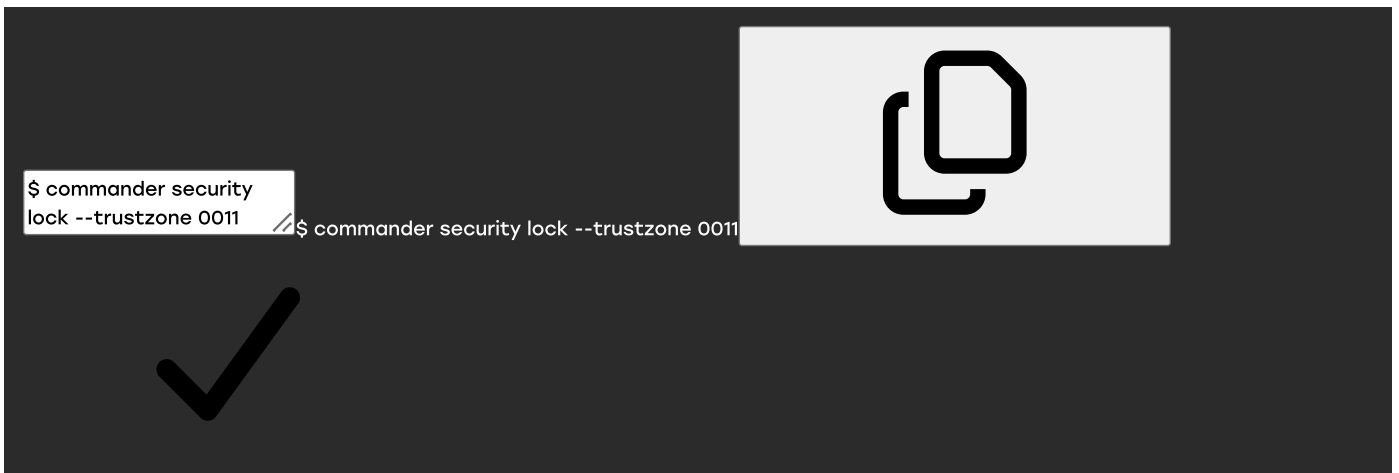 $ commander security
lock --trustzone 0011
$ commander security lock --trustzone 0011